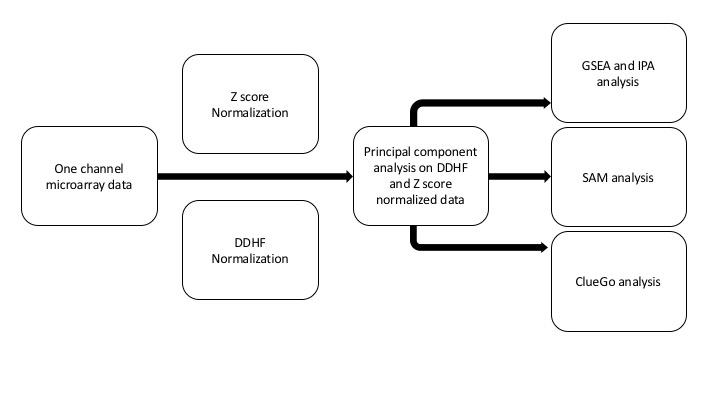 One channel
microarray data
Z score
Normalization
DDHF
Normalization
Principal component
analysis on DDHF
and Z score
normalized data
GSEA and IPA
analysis
SAM analysis
ClueGo analysis